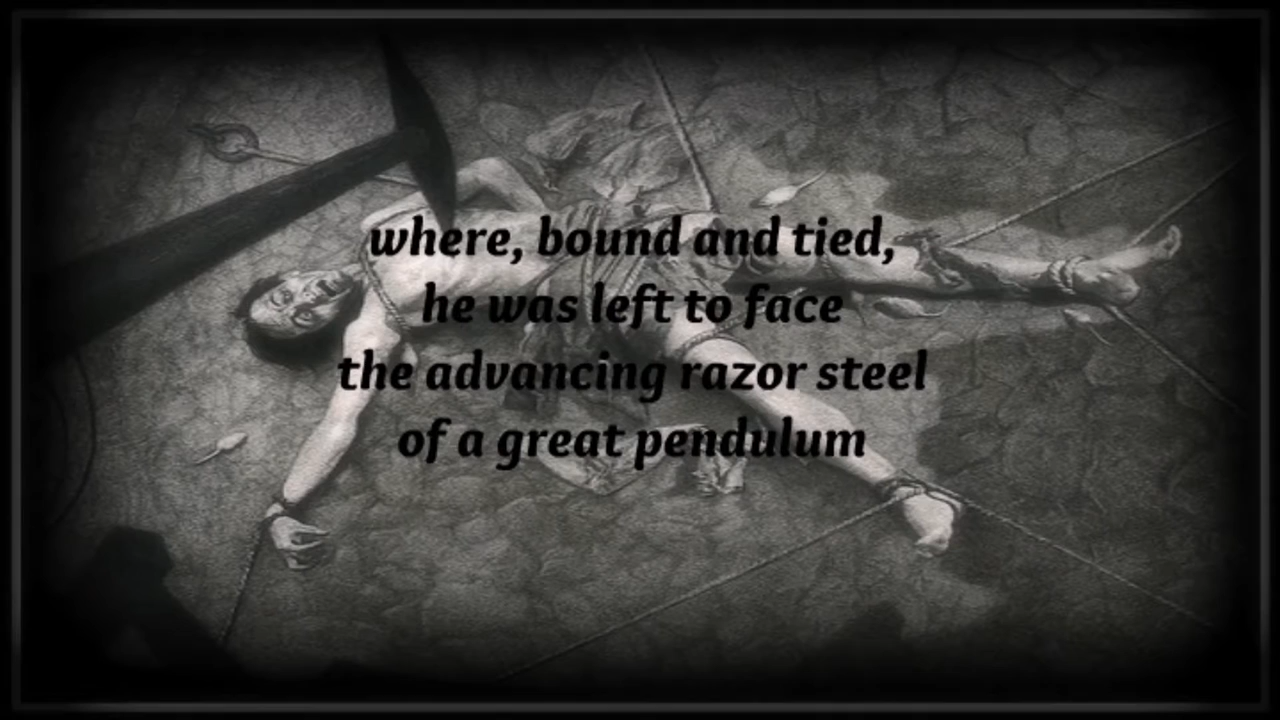 where, bound and tied,
he was left to face
the advancing razor steel
of a great pendulum